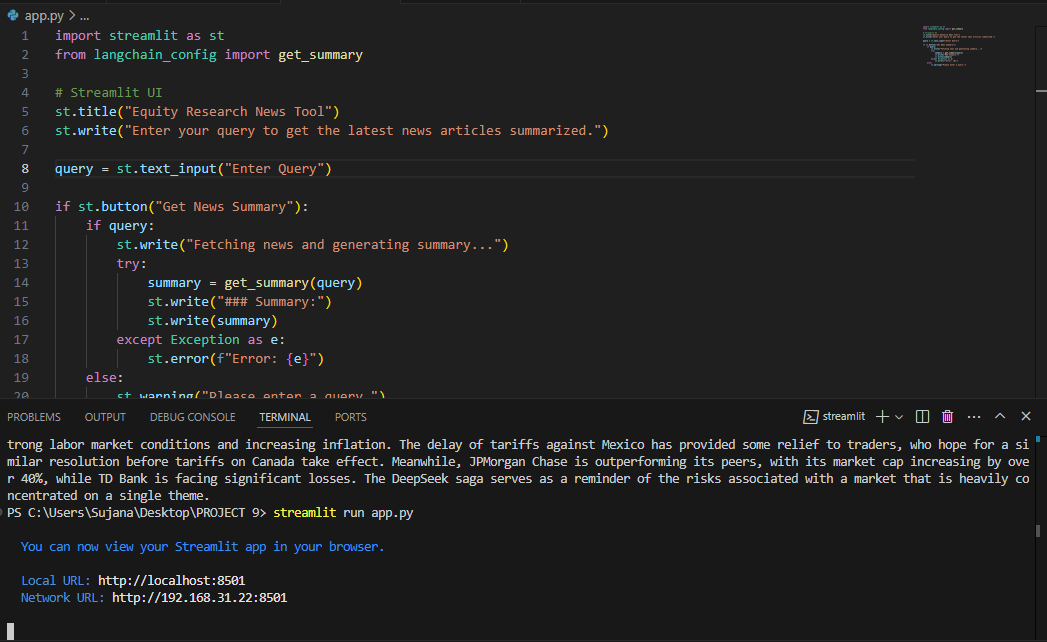 app.py > ...
1 import streamlit as st
2 from langchain_config import get_summary
3
4 # Streamlit UI
5 st.title("Equity Research News Tool")
6 st.write("Enter your query to get the latest news articles summarized.")
7
8 query = st.text_input("Enter Query")
9
10 if st.button("Get News Summary"):
11     if query:
12         st.write("Fetching news and generating summary...")
13         try:
14             summary = get_summary(query)
15             st.write("### Summary:")
16             st.write(summary)
17         except Exception as e:
18             st.error(f"Error: {e}")
19     else:
20         st.warning("Please enter a query.")
PROBLEMS OUTPUT DEBUG CONSOLE TERMINAL PORTS streamlit
trong labor market conditions and increasing inflation. The delay of tariffs against Mexico has provided some relief to traders, who hope for a si
milar resolution before tariffs on Canada take effect. Meanwhile, JPMorgan Chase is outperforming its peers, with its market cap increasing by ove
r 40%, while TD Bank is facing significant losses. The DeepSeek saga serves as a reminder of the risks associated with a market that is heavily co
ncentrated on a single theme.
PS C:\Users\Sujana\Desktop\PROJECT 9> streamlit run app.py
You can now view your Streamlit app in your browser.
Local URL: http://localhost:8501
Network URL: http://192.168.31.22:8501